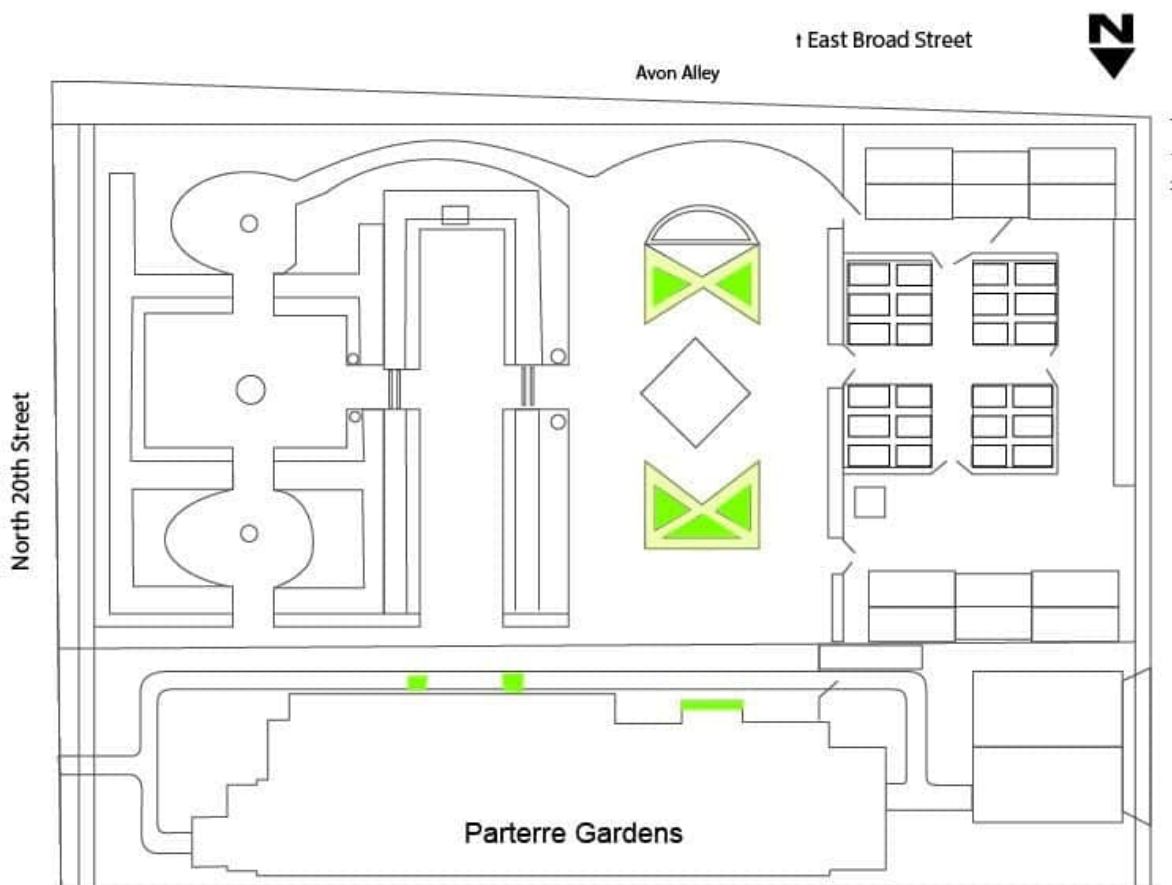 ↑ East Broad Street
N
Avon Alley
North 20th Street
Parterre Gardens